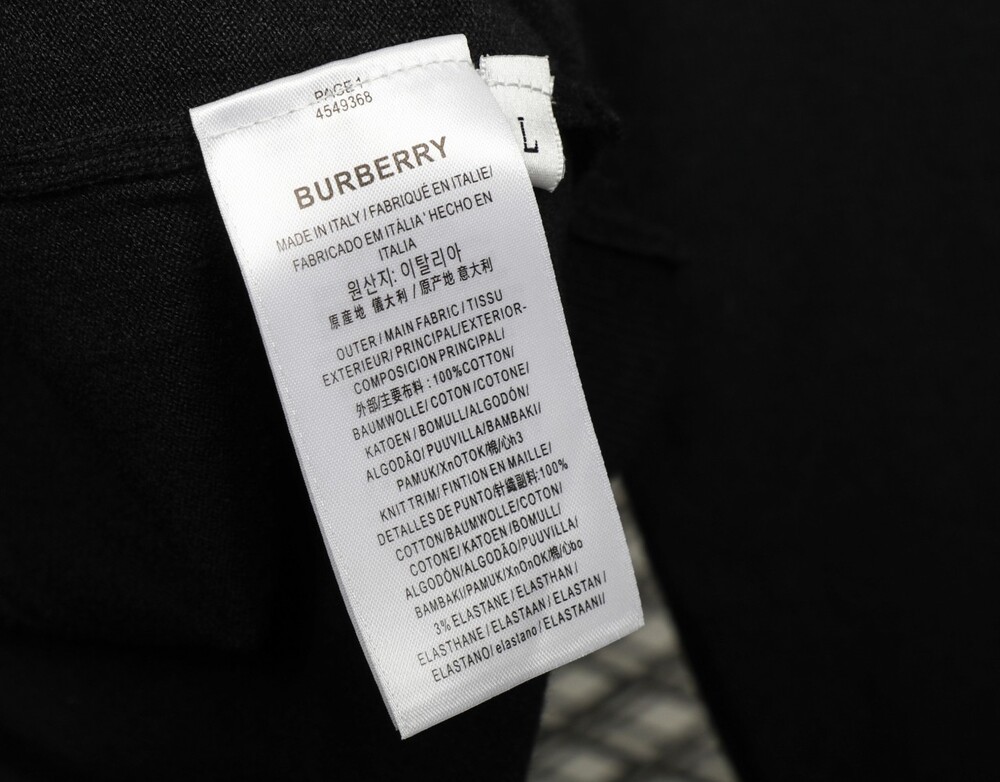 PAGE 1
4549368
L
BURBERRY
MADE IN ITALY / FABRIQUÉ EN ITALIE/
FABRICADO EM ITÁLIA' HECHO EN
ITALIA
원산지: 이탈리아
原産地 儀大利 / 原产地 意大利
OUTER / MAIN FABRIC / TISSU
EXTERIEUR/ PRINCIPAL/EXTERIOR-
COMPOSICION PRINCIPAL/
外部/主要布料 : 100%COTTON/
BAUMWOLLE/ COTON /COTONE/
KATOEN / BOMULL/ALGODÓN/
ALGODÃO/ PUUVILLA/BAMBAKI/
PAMUK/XnOTOK/棉/心h3
KNIT TRIM/ FINTION EN MAILLE/
DETALLES DE PUNTO/針織副料:100%
COTTON/BAUMWOLLE/COTON/
COTONE/ KATOEN /BOMULL/
ALGODÓN/ALGODÃO/PUUVILLA/
BAMBAKI/PAMUK/XnOnOK/棉/心bo
3% ELASTANE / ELASTHAN /
ELASTHANE / ELASTAAN / ELASTAN /
ELASTANO/ elastano / ELASTAANI/